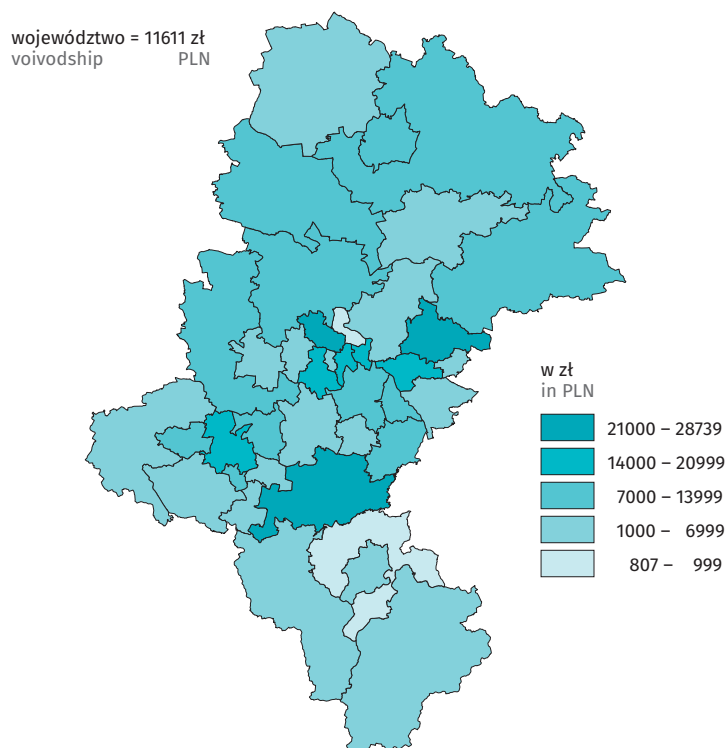 województwo = 11611 zł
voivodship PLN
w zł
in PLN
21000 – 28739
14000 – 20999
7000 – 13999
1000 – 6999
807 – 999